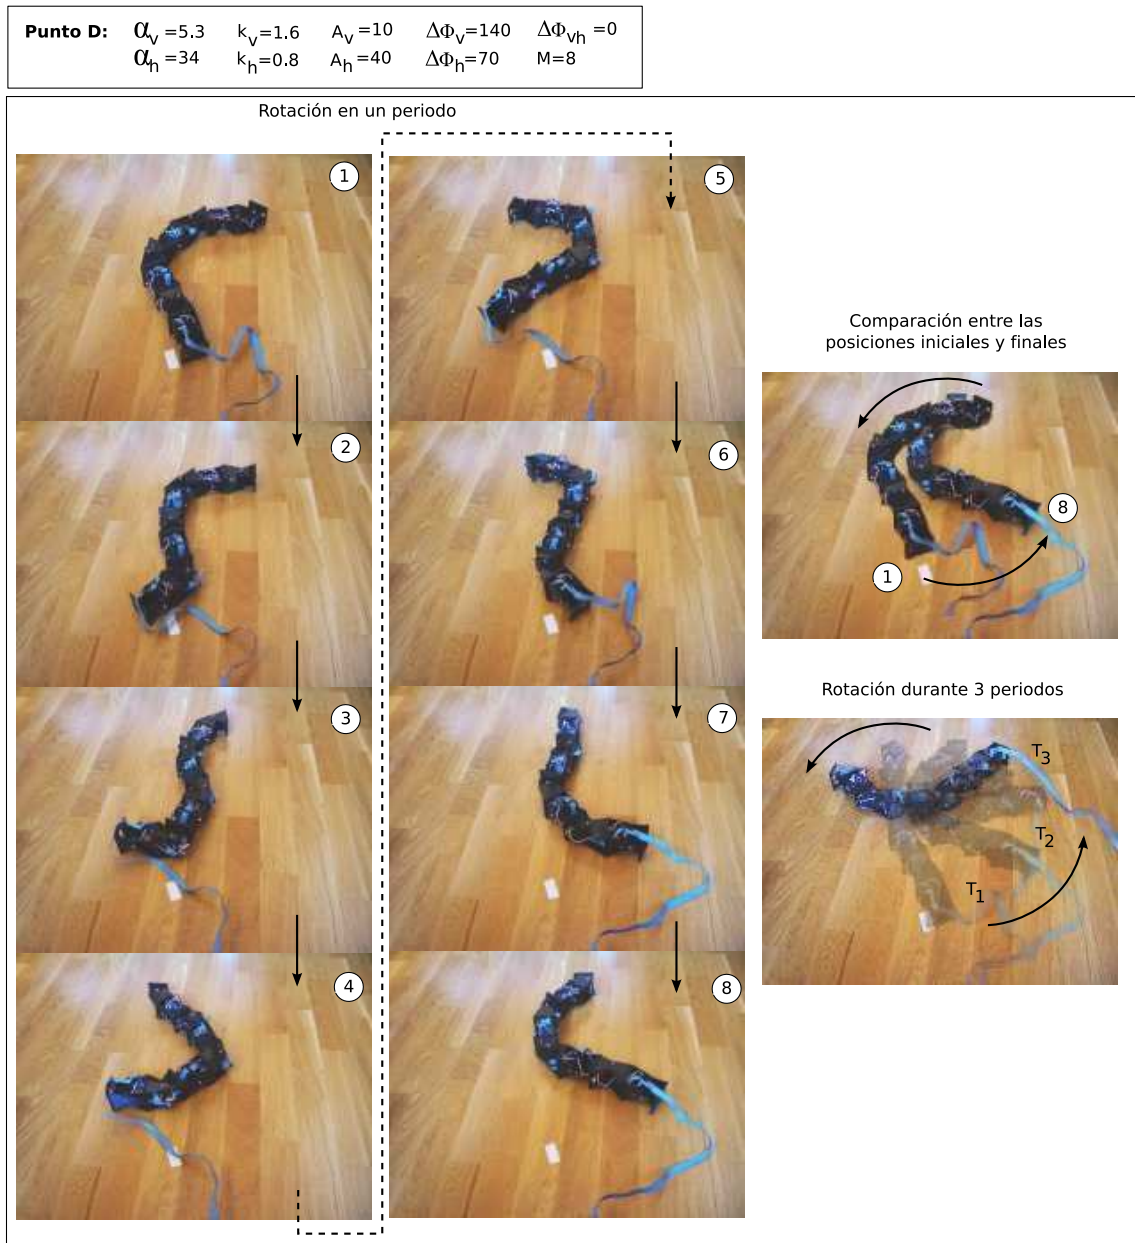 Punto D: αv =5.3 kv=1.6 Av =10 ΔΦv=140 ΔΦvh =0
αh =34 kh=0.8 Ah =40 ΔΦh=70 M=8
Rotación en un periodo
1
2
3
4
5
6
7
8
Comparación entre las
posiciones iniciales y finales
8
1
Rotación durante 3 periodos
T3
T2
T1